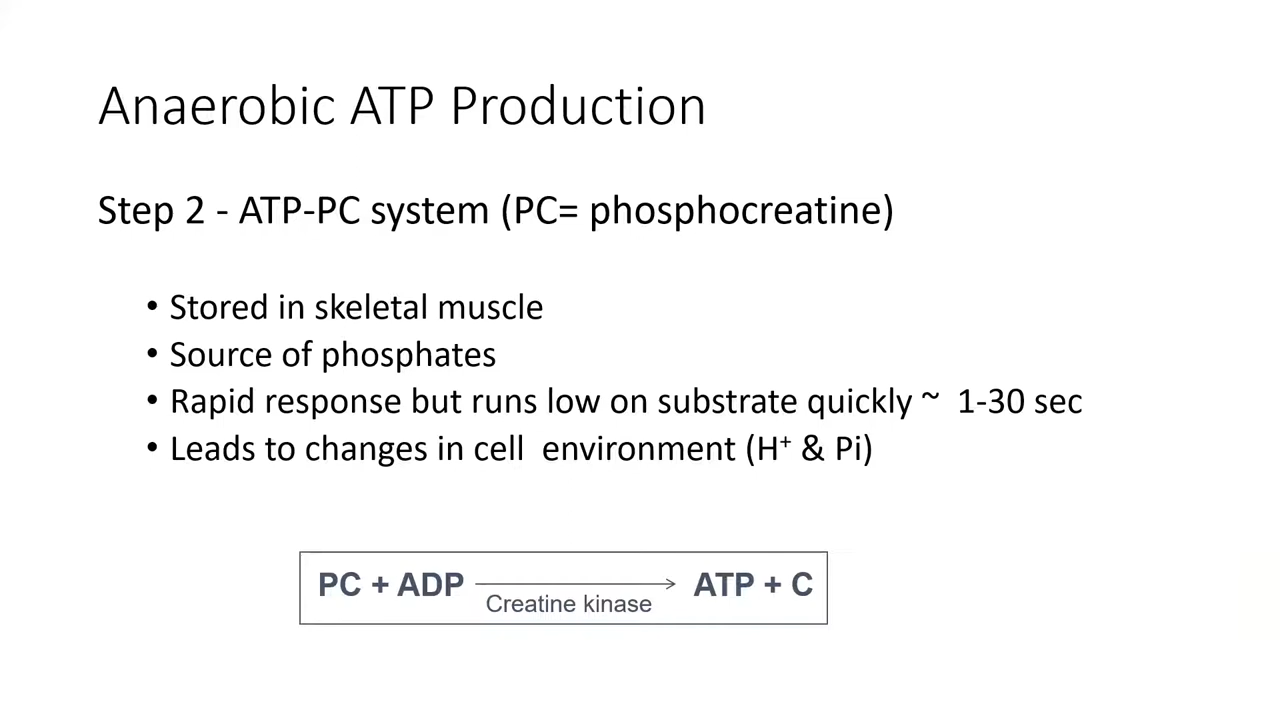 Anaerobic ATP Production
Step 2 - ATP-PC system (PC= phosphocreatine)
• Stored in skeletal muscle
• Source of phosphates
• Rapid response but runs low on substrate quickly ~ 1-30 sec
• Leads to changes in cell environment (H⁺ & Pi)
PC + ADP ⟶ ATP + C
Creatine kinase